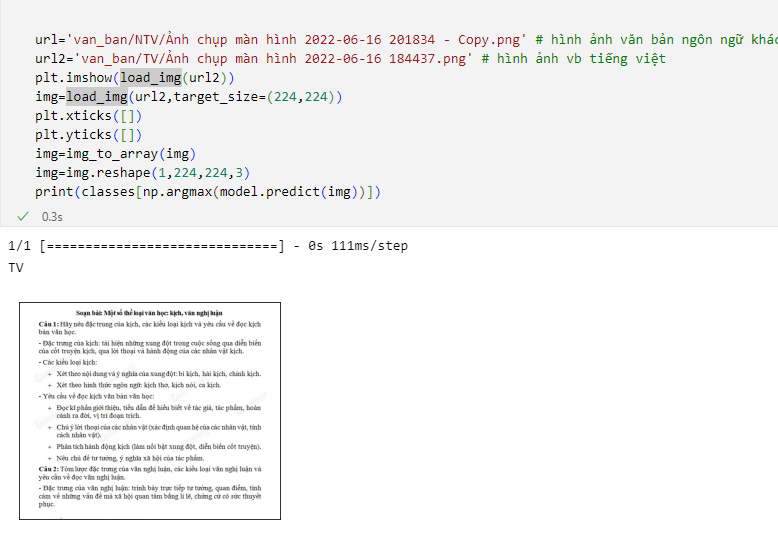 url='van_ban/NTV/Ảnh chụp màn hình 2022-06-16 201834 - Copy.png' # hình ảnh văn bản ngôn ngữ khác
url2='van_ban/TV/Ảnh chụp màn hình 2022-06-16 184437.png' # hình ảnh vb tiếng việt
plt.imshow(load_img(url2))
img=load_img(url2,target_size=(224,224))
plt.xticks([])
plt.yticks([])
img=img_to_array(img)
img=img.reshape(1,224,224,3)
print(classes[np.argmax(model.predict(img))])
0.3s
1/1 [==============================] - 0s 111ms/step
TV
Soạn bài: Một số thể loại văn học: kịch, văn nghị luận
Câu 1: Hãy nêu đặc trưng của kịch, các kiểu loại kịch và yêu cầu về đọc kịch
bản văn học.
- Đặc trưng của kịch: tái hiện những xung đột trong cuộc sống qua diễn biến
của cốt truyện kịch, qua lời thoại và hành động của các nhân vật kịch.
- Các kiểu loại kịch:
+ Xét theo nội dung và ý nghĩa của xung đột: bi kịch, hài kịch, chính kịch.
+ Xét theo hình thức ngôn ngữ: kịch thơ, kịch nói, ca kịch.
- Yêu cầu về đọc kịch văn bản văn học:
+ Đọc kĩ phần giới thiệu, tiểu dẫn để hiểu biết về tác giả, tác phẩm, hoàn
cảnh ra đời, vị trí đoạn trích.
+ Chú ý lời thoại của các nhân vật (xác định quan hệ của các nhân vật, tính
cách nhân vật).
+ Phân tích hành động kịch (làm nổi bật xung đột, diễn biến cốt truyện).
+ Nêu chủ đề tư tưởng, ý nghĩa xã hội của tác phẩm.
Câu 2: Tóm lược đặc trưng của văn nghị luận, các kiểu loại văn nghị luận và
yêu cầu về đọc văn nghị luận.
- Đặc trưng của văn nghị luận: trình bày trực tiếp tư tưởng, quan điểm, tình
cảm về những vấn đề mà xã hội quan tâm bằng lí lẽ, chứng cứ có sức thuyết
phục.